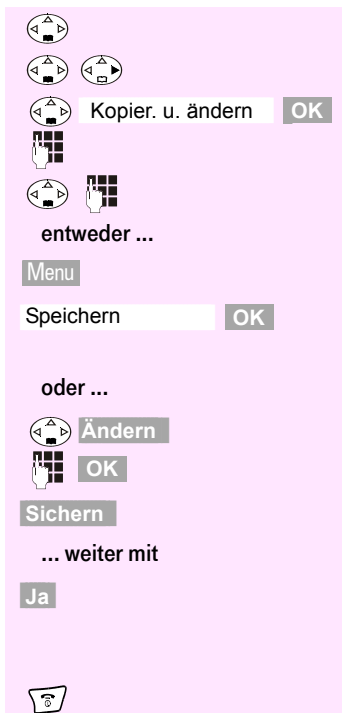 Kopier. u. ändern OK
entweder ...
Menu
Speichern OK
oder ...
Ändern
OK
Sichern
... weiter mit
Ja